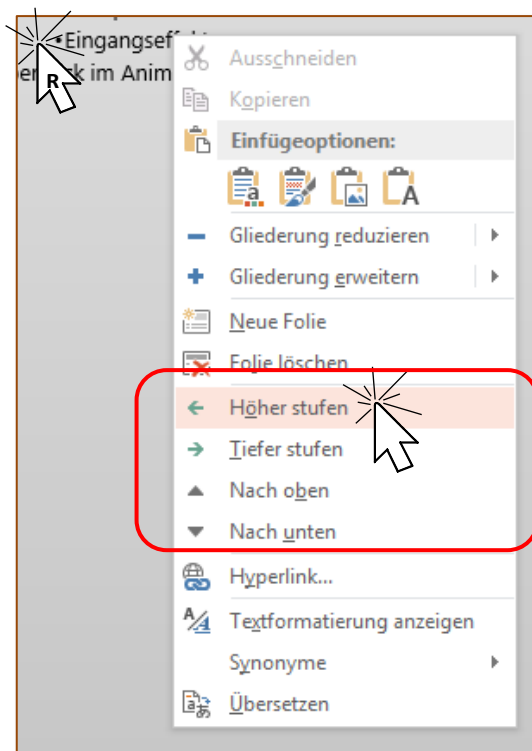 •Eingangseffekt
R
k im Anim
Ausschneiden
Kopieren
Einfügeoptionen:
Gliederung reduzieren
Gliederung erweitern
Neue Folie
Folie löschen
Höher stufen
Tiefer stufen
Nach oben
Nach unten
Hyperlink...
Textformatierung anzeigen
Synonyme
Übersetzen